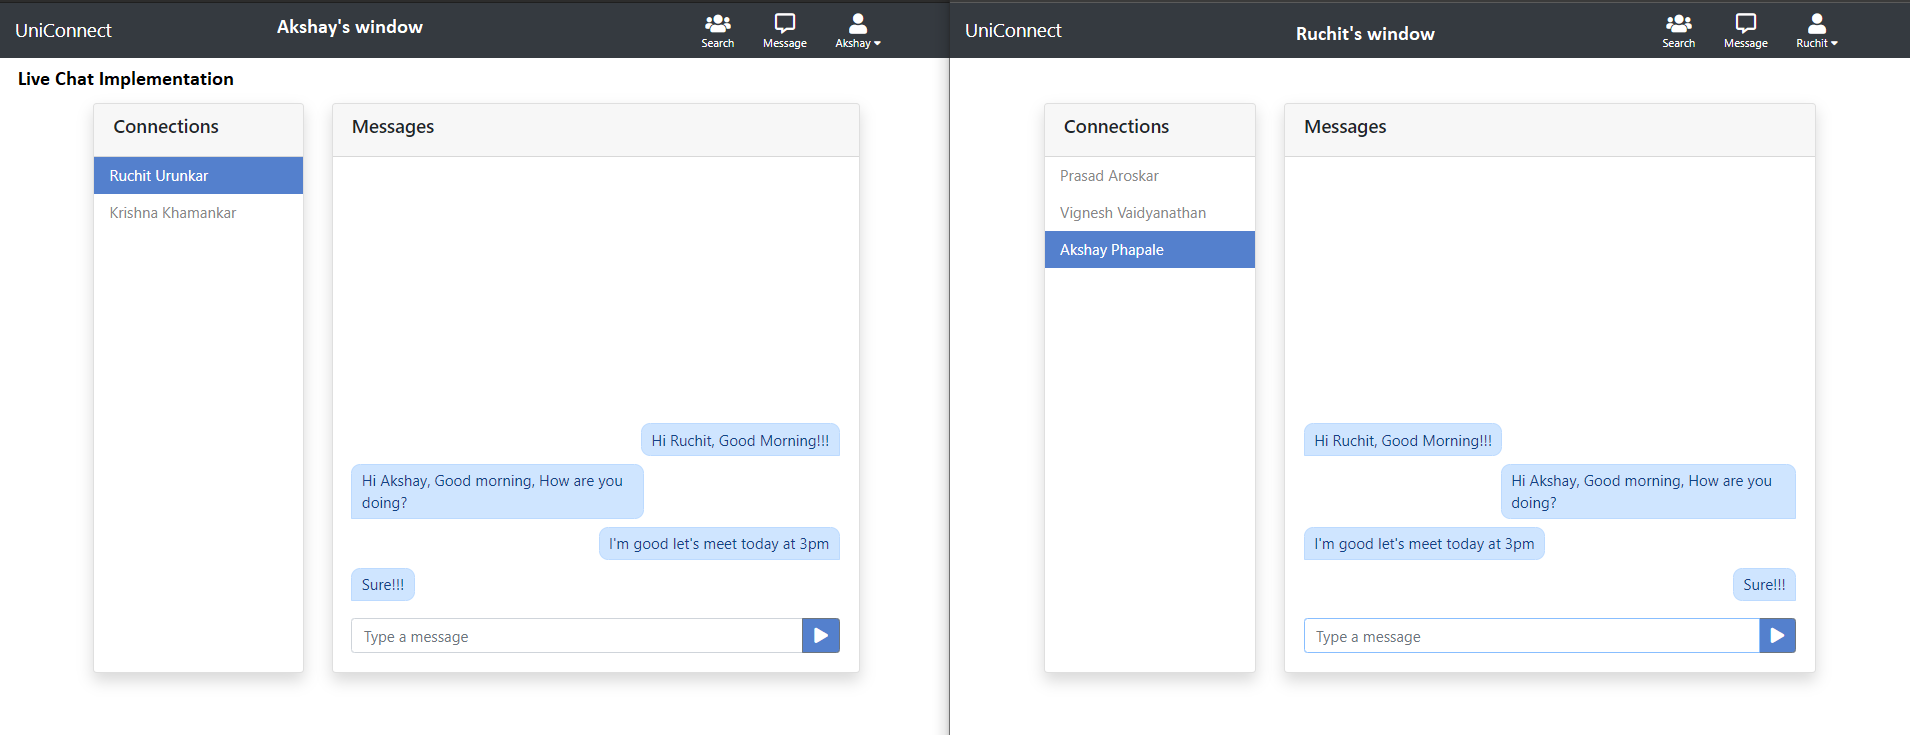 UniConnect
Akshay's window
Search
Message
Akshay
Live Chat Implementation
Connections
Ruchit Urunkar
Krishna Khamankar
Messages
Hi Ruchit, Good Morning!!!
Hi Akshay, Good morning, How are you
doing?
I'm good let's meet today at 3pm
Sure!!!
Type a message
UniConnect
Ruchit's window
Search
Message
Ruchit
Connections
Prasad Aroskar
Vignesh Vaidyanathan
Akshay Phapale
Messages
Hi Ruchit, Good Morning!!!
Hi Akshay, Good morning, How are you
doing?
I'm good let's meet today at 3pm
Sure!!!
Type a message